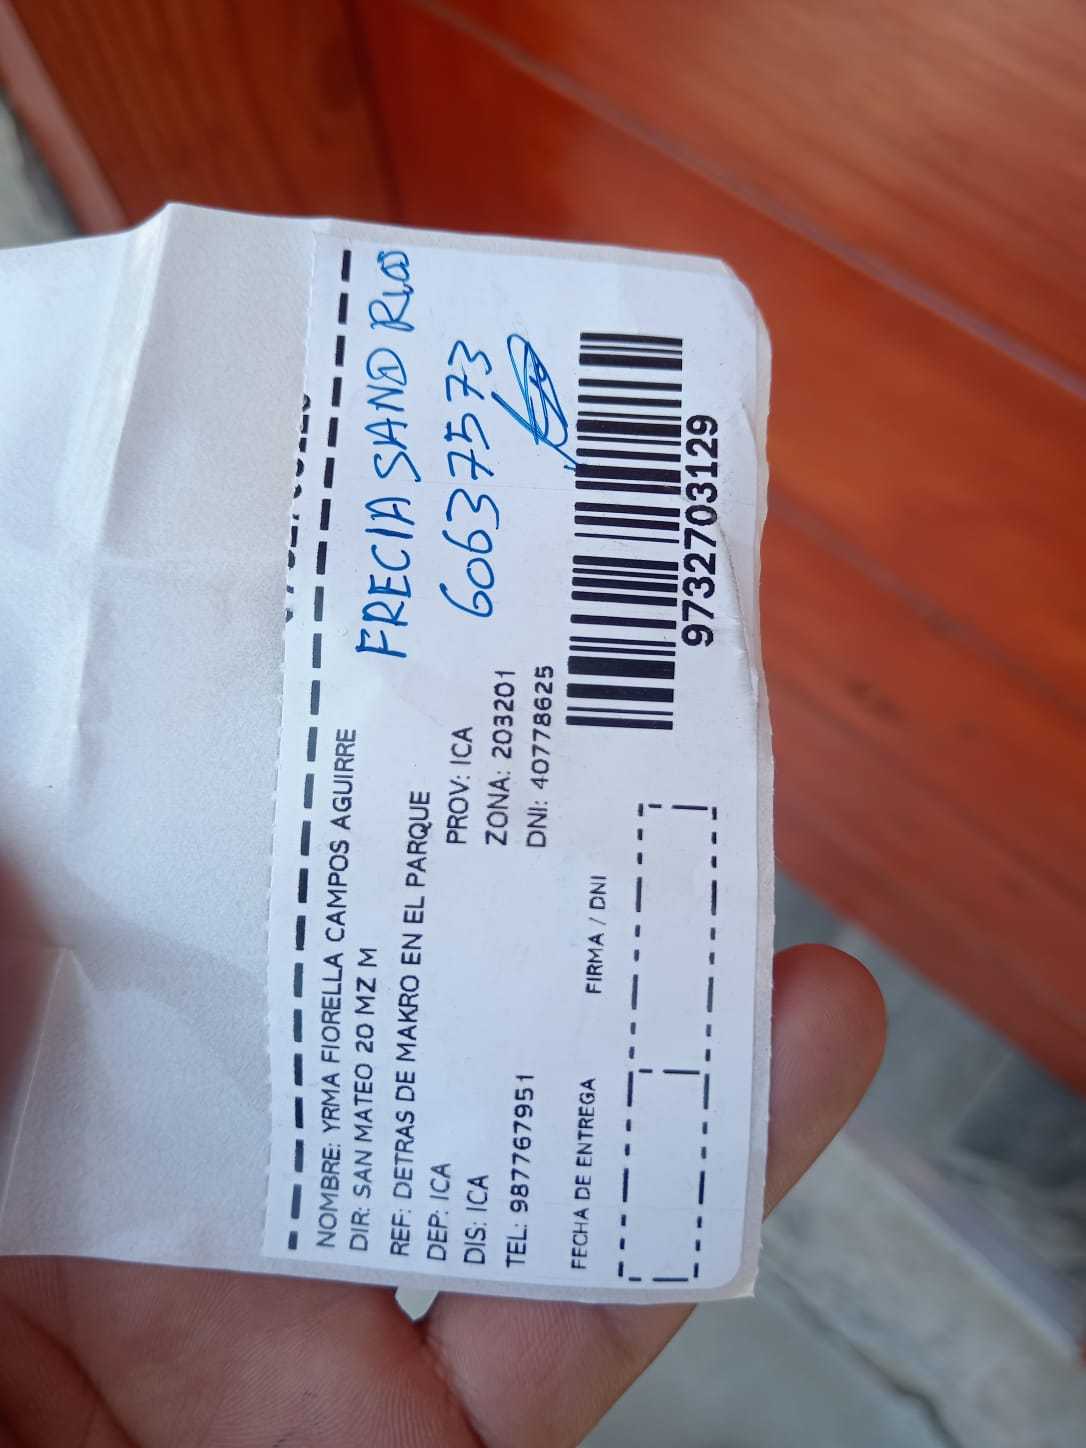 NOMBRE: YRMA FIORELLA CAMPOS AGUIRRE
DIR: SAN MATEO 20 MZ M
REF: DETRAS DE MAKRO EN EL PARQUE
DEP: ICA PROV: ICA
DIS: ICA ZONA: 203201
TEL: 987767951 DNI: 40778625
FRECIA SAND RIOS
60637573
FECHA DE ENTREGA FIRMA / DNI
9732703129